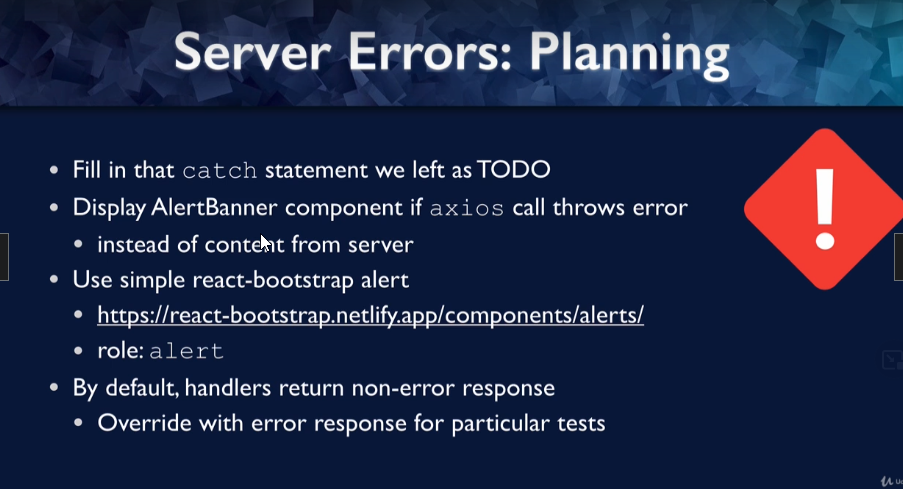 Server Errors: Planning
• Fill in that catch statement we left as TODO
• Display AlertBanner component if axios call throws error
• instead of content from server
• Use simple react-bootstrap alert
• https://react-bootstrap.netlify.app/components/alerts/
• role: alert
• By default, handlers return non-error response
• Override with error response for particular tests